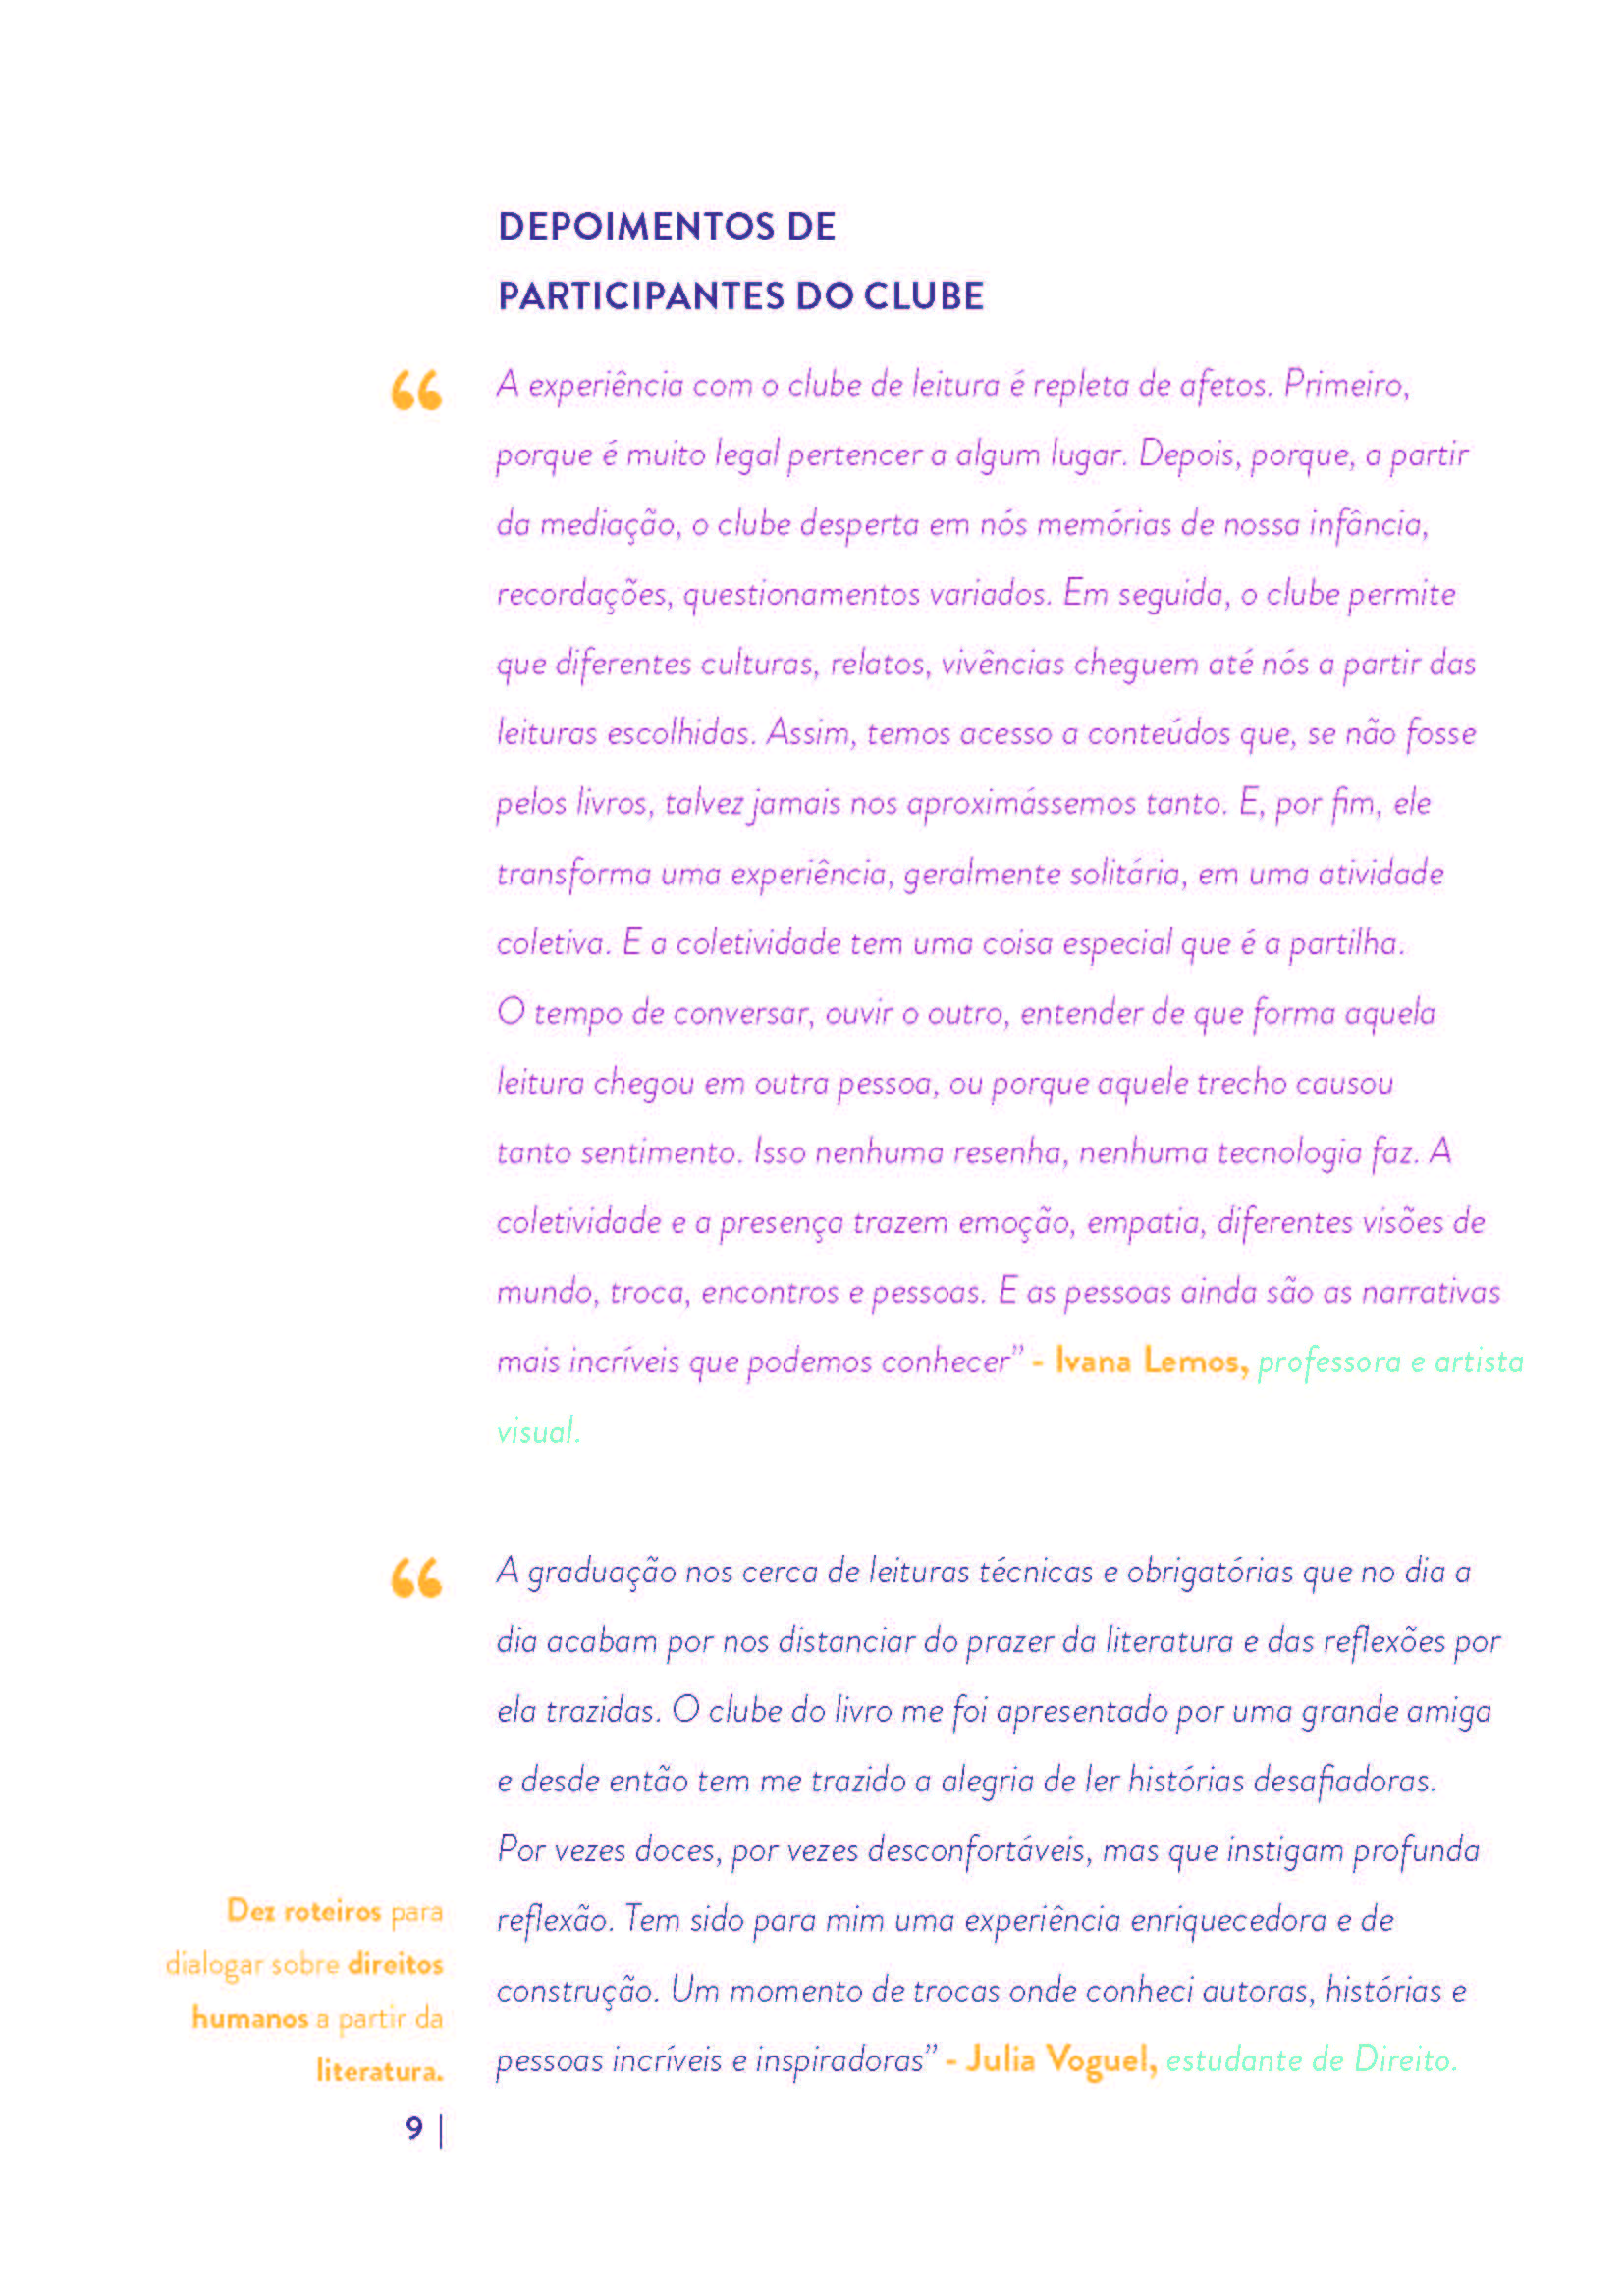 DEPOIMENTOS DE
PARTICIPANTES DO CLUBE
“ A experiência com o clube de leitura é repleta de afetos. Primeiro,
porque é muito legal pertencer a algum lugar. Depois, porque, a partir
da mediação, o clube desperta em nós memórias de nossa infância,
recordações, questionamentos variados. Em seguida, o clube permite
que diferentes culturas, relatos, vivências cheguem até nós a partir das
leituras escolhidas. Assim, temos acesso a conteúdos que, se não fosse
pelos livros, talvez jamais nos aproximássemos tanto. E, por fim, ele
transforma uma experiência, geralmente solitária, em uma atividade
coletiva. E a coletividade tem uma coisa especial que é a partilha.
O tempo de conversar, ouvir o outro, entender de que forma aquela
leitura chegou em outra pessoa, ou porque aquele trecho causou
tanto sentimento. Isso nenhuma resenha, nenhuma tecnologia faz. A
coletividade e a presença trazem emoção, empatia, diferentes visões de
mundo, troca, encontros e pessoas. E as pessoas ainda são as narrativas
mais incríveis que podemos conhecer” - Ivana Lemos, professora e artista
visual.
“ A graduação nos cerca de leituras técnicas e obrigatórias que no dia a
dia acabam por nos distanciar do prazer da literatura e das reflexões por
ela trazidas. O clube do livro me foi apresentado por uma grande amiga
e desde então tem me trazido a alegria de ler histórias desafiadoras.
Por vezes doces, por vezes desconfortáveis, mas que instigam profunda
reflexão. Tem sido para mim uma experiência enriquecedora e de
construção. Um momento de trocas onde conheci autoras, histórias e
pessoas incríveis e inspiradoras” - Julia Voguel, estudante de Direito.
Dez roteiros para
dialogar sobre direitos
humanos a partir da
literatura.
9 |